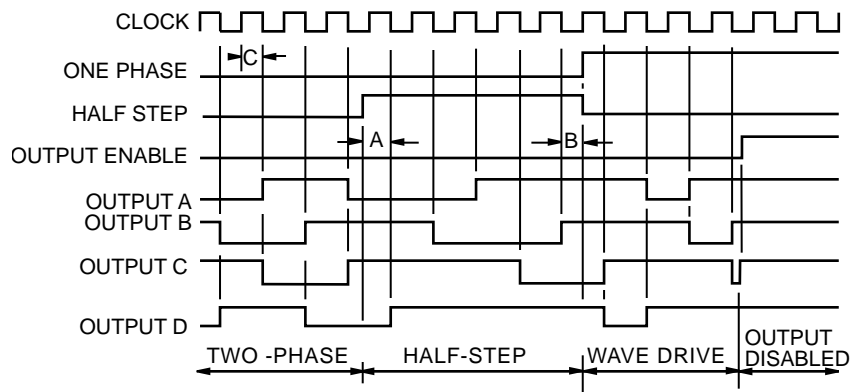 CLOCK
C
ONE PHASE
HALF STEP
A
B
OUTPUT ENABLE
OUTPUT A
OUTPUT B
OUTPUT C
OUTPUT D
TWO -PHASE
HALF-STEP
WAVE DRIVE
OUTPUT
DISABLED